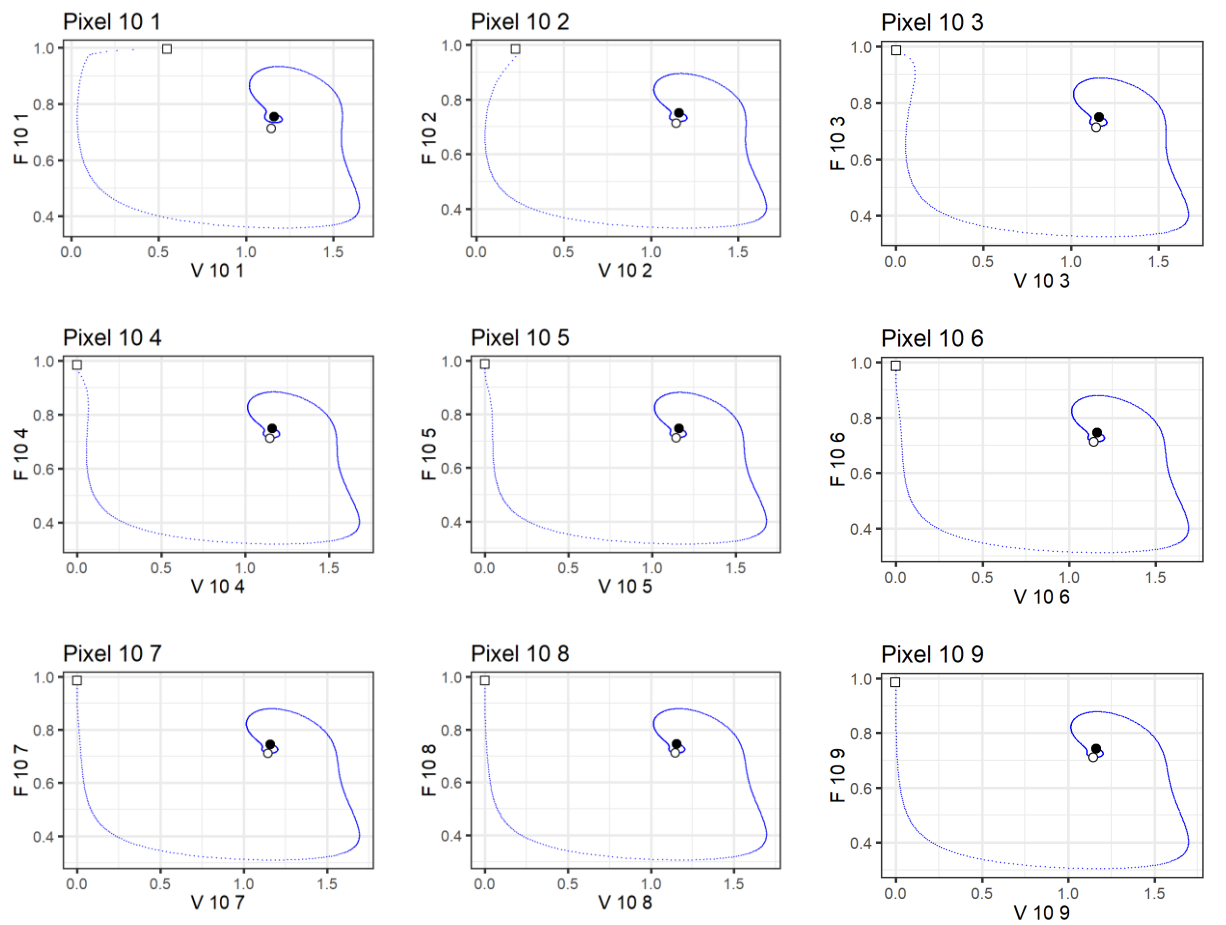 Pixel 10 1
Pixel 10 2
Pixel 10 3
F 10 1
1.0
0.8
0.6
0.4
0.0 0.5 1.0 1.5
V 10 1
F 10 2
1.0
0.8
0.6
0.4
0.0 0.5 1.0 1.5
V 10 2
F 10 3
1.0
0.8
0.6
0.4
0.0 0.5 1.0 1.5
V 10 3
Pixel 10 4
Pixel 10 5
Pixel 10 6
F 10 4
1.0
0.8
0.6
0.4
0.0 0.5 1.0 1.5
V 10 4
F 10 5
1.0
0.8
0.6
0.4
0.0 0.5 1.0 1.5
V 10 5
F 10 6
1.0
0.8
0.6
0.4
0.0 0.5 1.0 1.5
V 10 6
Pixel 10 7
Pixel 10 8
Pixel 10 9
F 10 7
1.0
0.8
0.6
0.4
0.0 0.5 1.0 1.5
V 10 7
F 10 8
1.0
0.8
0.6
0.4
0.0 0.5 1.0 1.5
V 10 8
F 10 9
1.0
0.8
0.6
0.4
0.0 0.5 1.0 1.5
V 10 9